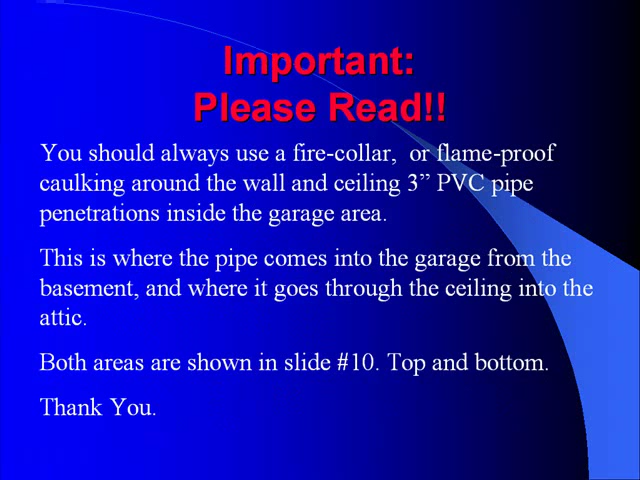 Important:
Please Read!!
You should always use a fire-collar,  or flame-proof
caulking around the wall and ceiling 3” PVC pipe
penetrations inside the garage area.
This is where the pipe comes into the garage from the
basement, and where it goes through the ceiling into the
attic.
Both areas are shown in slide #10. Top and bottom.
Thank You.